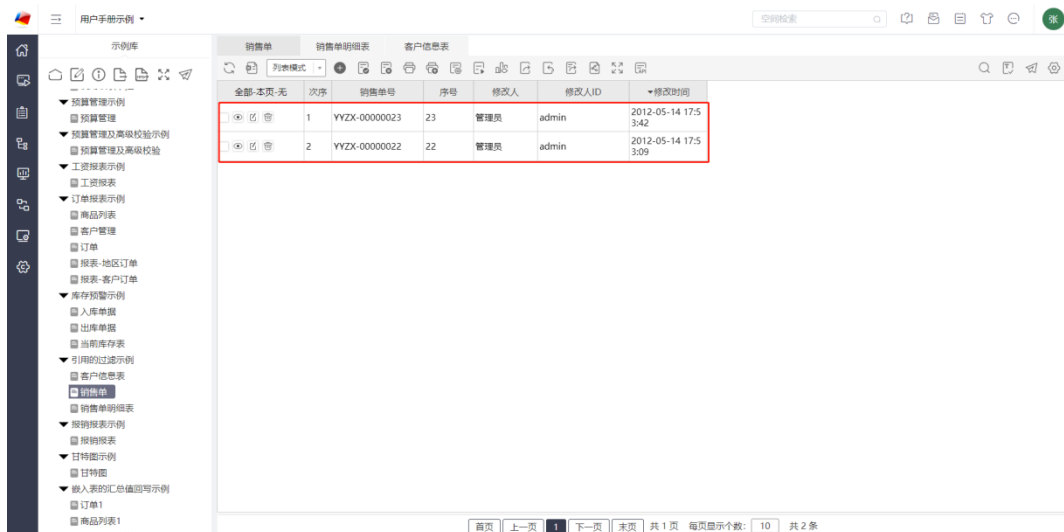 用户手册示例
空间检索
张
示例库
销售单 销售单明细表 客户信息表
列表模式
全部-本页-无 次序 销售单号 序号 修改人 修改人ID ▼修改时间
1 YYZX-00000023 23 管理员 admin 2012-05-14 17:5
3:42
2 YYZX-00000022 22 管理员 admin 2012-05-14 17:5
3:09
预算管理示例
预算管理
预算管理及高级校验示例
预算管理及高级校验
工资报表示例
工资报表
订单报表示例
商品列表
客户管理
订单
报表-地区订单
报表-客户订单
库存预警示例
入库单据
出库单据
当前库存表
引用的过滤示例
客户信息表
销售单
销售单明细表
报销报表示例
报销报表
甘特图示例
甘特图
嵌入表的汇总值回写示例
订单1
商品列表1
首页 上一页 1 下一页 末页 共 1 页 每页显示个数: 10 共 2 条